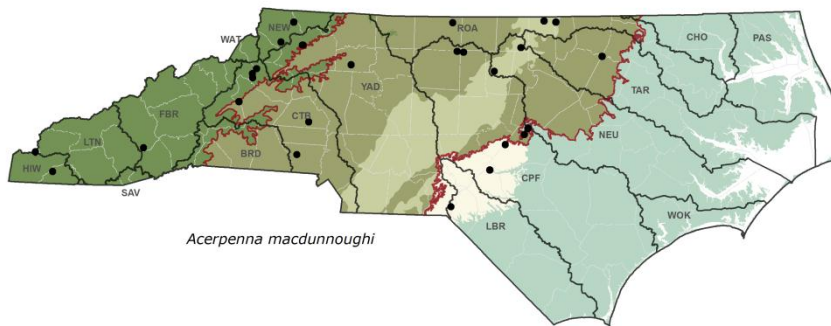 NEW
WAT
ROA
CHO
PAS
YAD
TAR
FBR
CTB
LTN
NEU
BRD
HIW
CPF
SAV
WOK
LBR
Acerpenna macdunnoughi